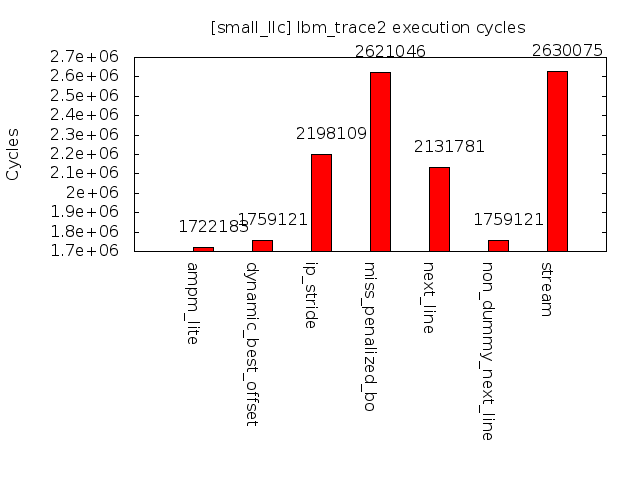 [small_llc] lbm_trace2 execution cycles
Cycles
2.7e+06
2.6e+06
2.5e+06
2.4e+06
2.3e+06
2.2e+06
2.1e+06
2e+06
1.9e+06
1.8e+06
1.7e+06
1722183
1759121
2198109
2621046
2131781
1759121
2630075
ampm_lite
dynamic_best_offset
ip_stride
miss_penalized_bo
next_line
non_dummy_next_line
stream